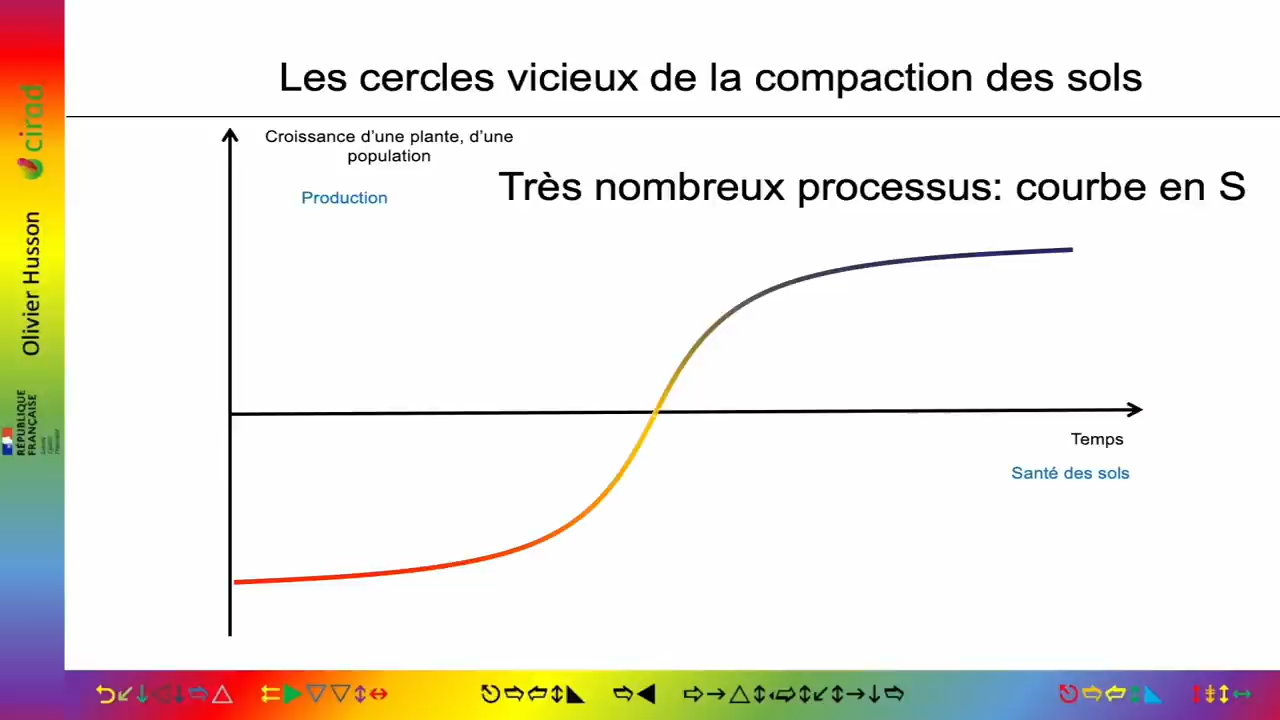 Les cercles vicieux de la compaction des sols
Croissance d'une plante, d'une
population
Production
Très nombreux processus: courbe en S
Temps
Santé des sols
cirad
Olivier Husson
RÉPUBLIQUE
FRANÇAISE